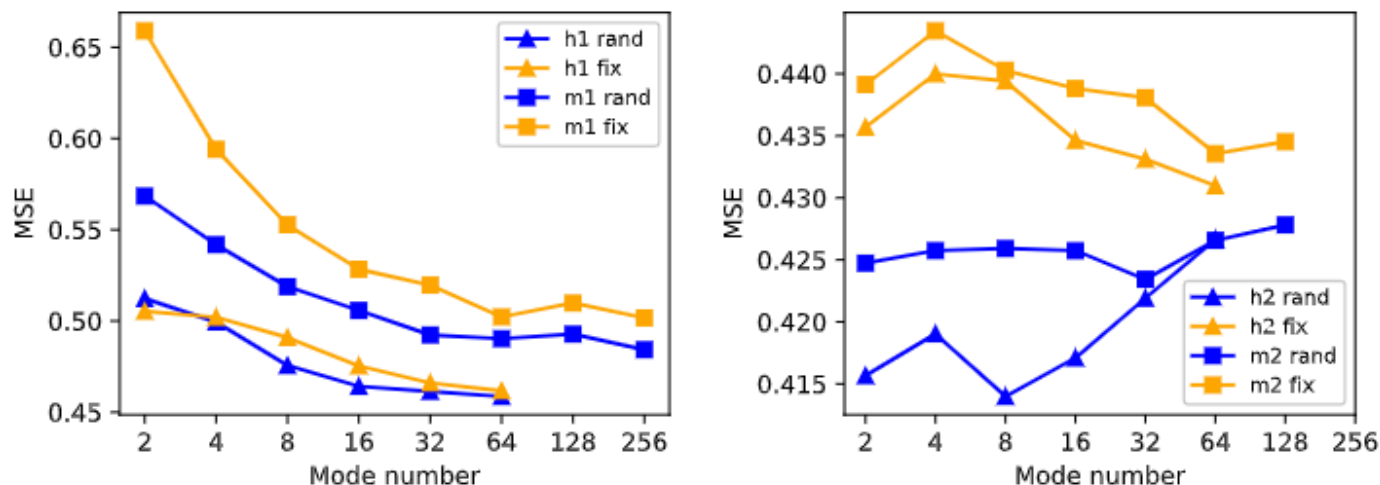 0.65
0.60
0.55
0.50
0.45
MSE
2 4 8 16 32 64 128 256
Mode number
h1 rand
h1 fix
m1 rand
m1 fix
0.440
0.435
0.430
0.425
0.420
0.415
MSE
2 4 8 16 32 64 128 256
Mode number
h2 rand
h2 fix
m2 rand
m2 fix